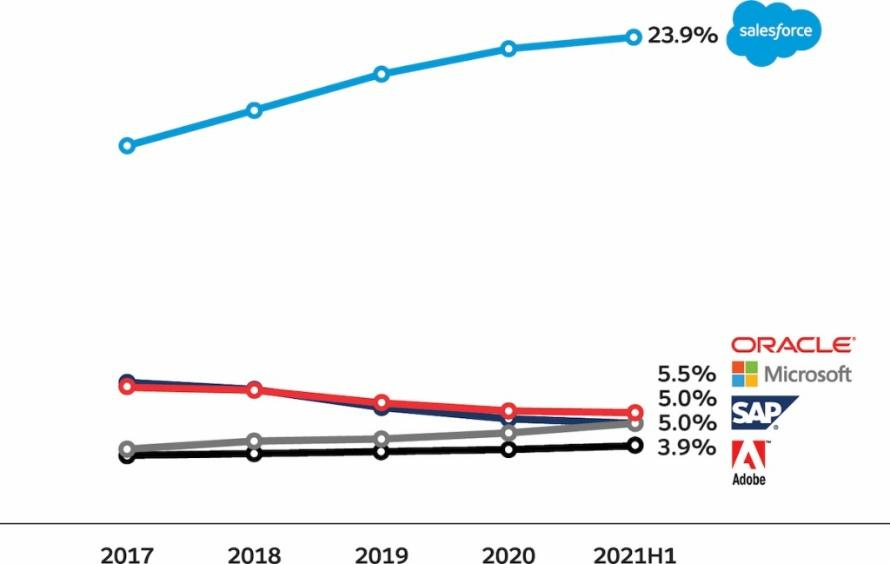 23.9% salesforce
ORACLE®
5.5% Microsoft
5.0%
SAP
5.0%
3.9%
Adobe™
2017 2018 2019 2020 2021H1